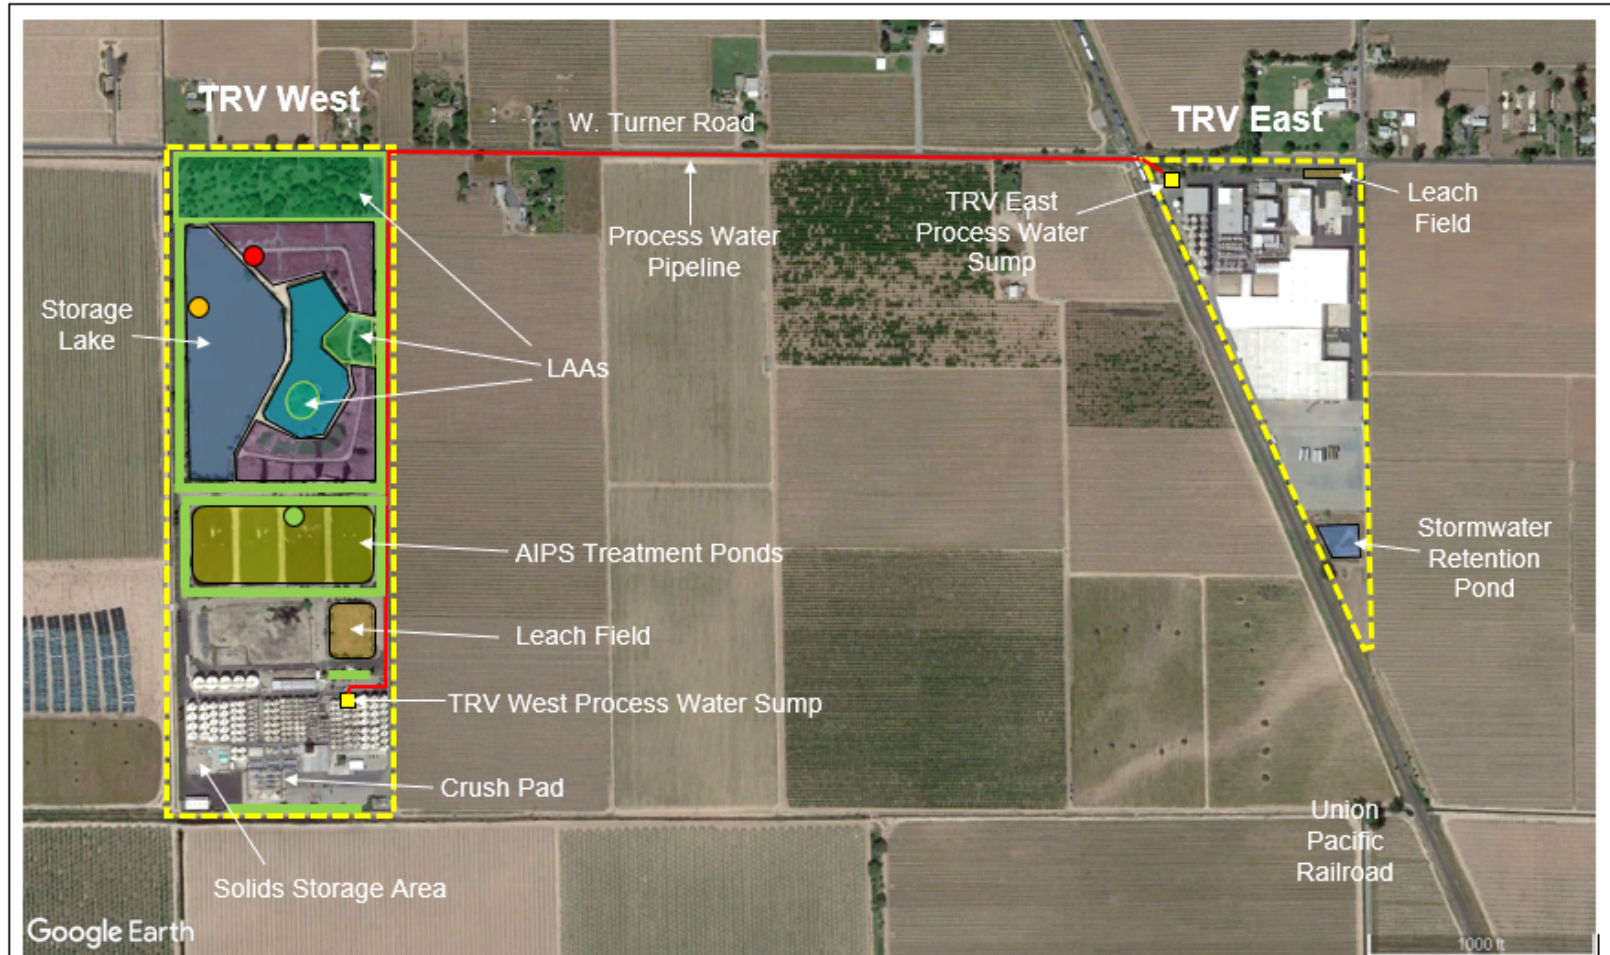 TRV West
W. Turner Road
TRV East
TRV East
Process Water
Sump
Leach
Field
Process Water
Pipeline
Storage
Lake
LAAs
AIPS Treatment Ponds
Stormwater
Retention
Pond
Leach Field
TRV West Process Water Sump
Crush Pad
Union
Pacific
Railroad
Solids Storage Area
Google Earth
1000 ft